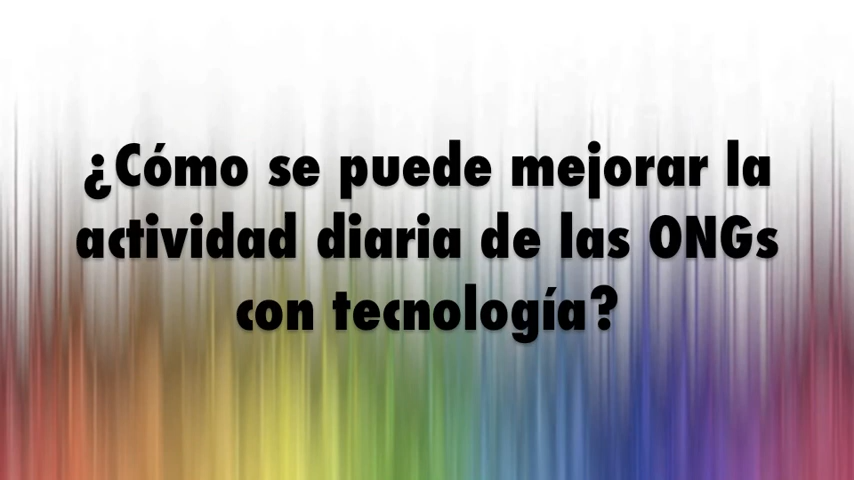 ¿Cómo se puede mejorar la
actividad diaria de las ONGs
con tecnología?